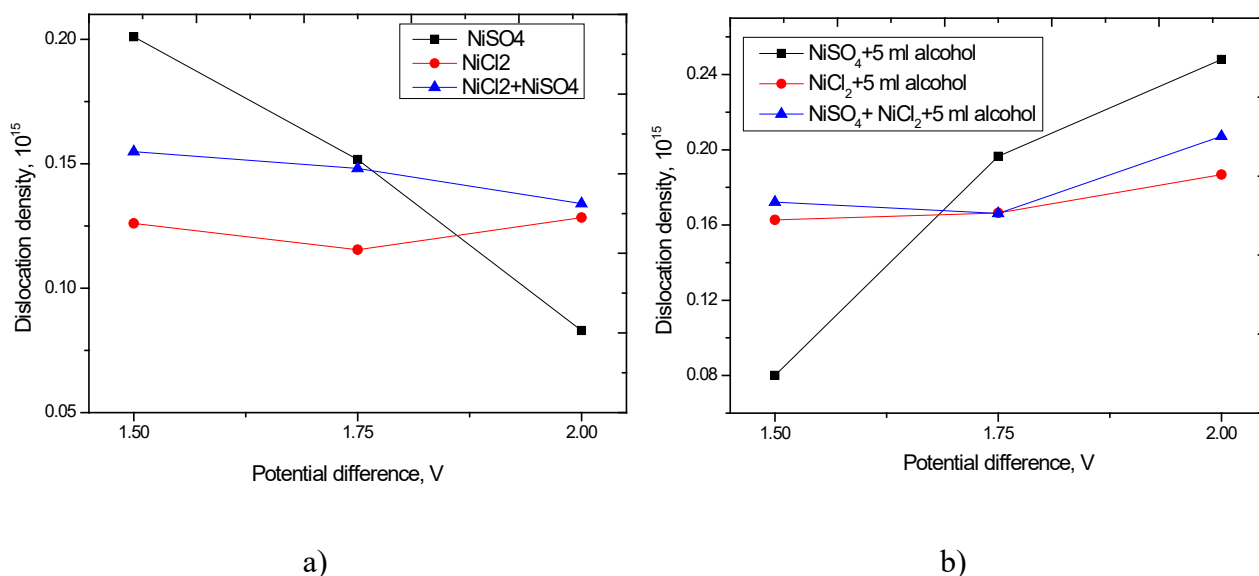 NiSO4
NiCl2
NiCl2+NiSO4
0.20
0.15
0.10
0.05
Dislocation density, 10¹⁵
1.50 1.75 2.00
Potential difference, V
a)
NiSO₄+5 ml alcohol
NiCl₂+5 ml alcohol
NiSO₄+ NiCl₂+5 ml alcohol
0.24
0.20
0.16
0.12
0.08
Dislocation density, 10¹⁵
1.50 1.75 2.00
Potential difference, V
b)